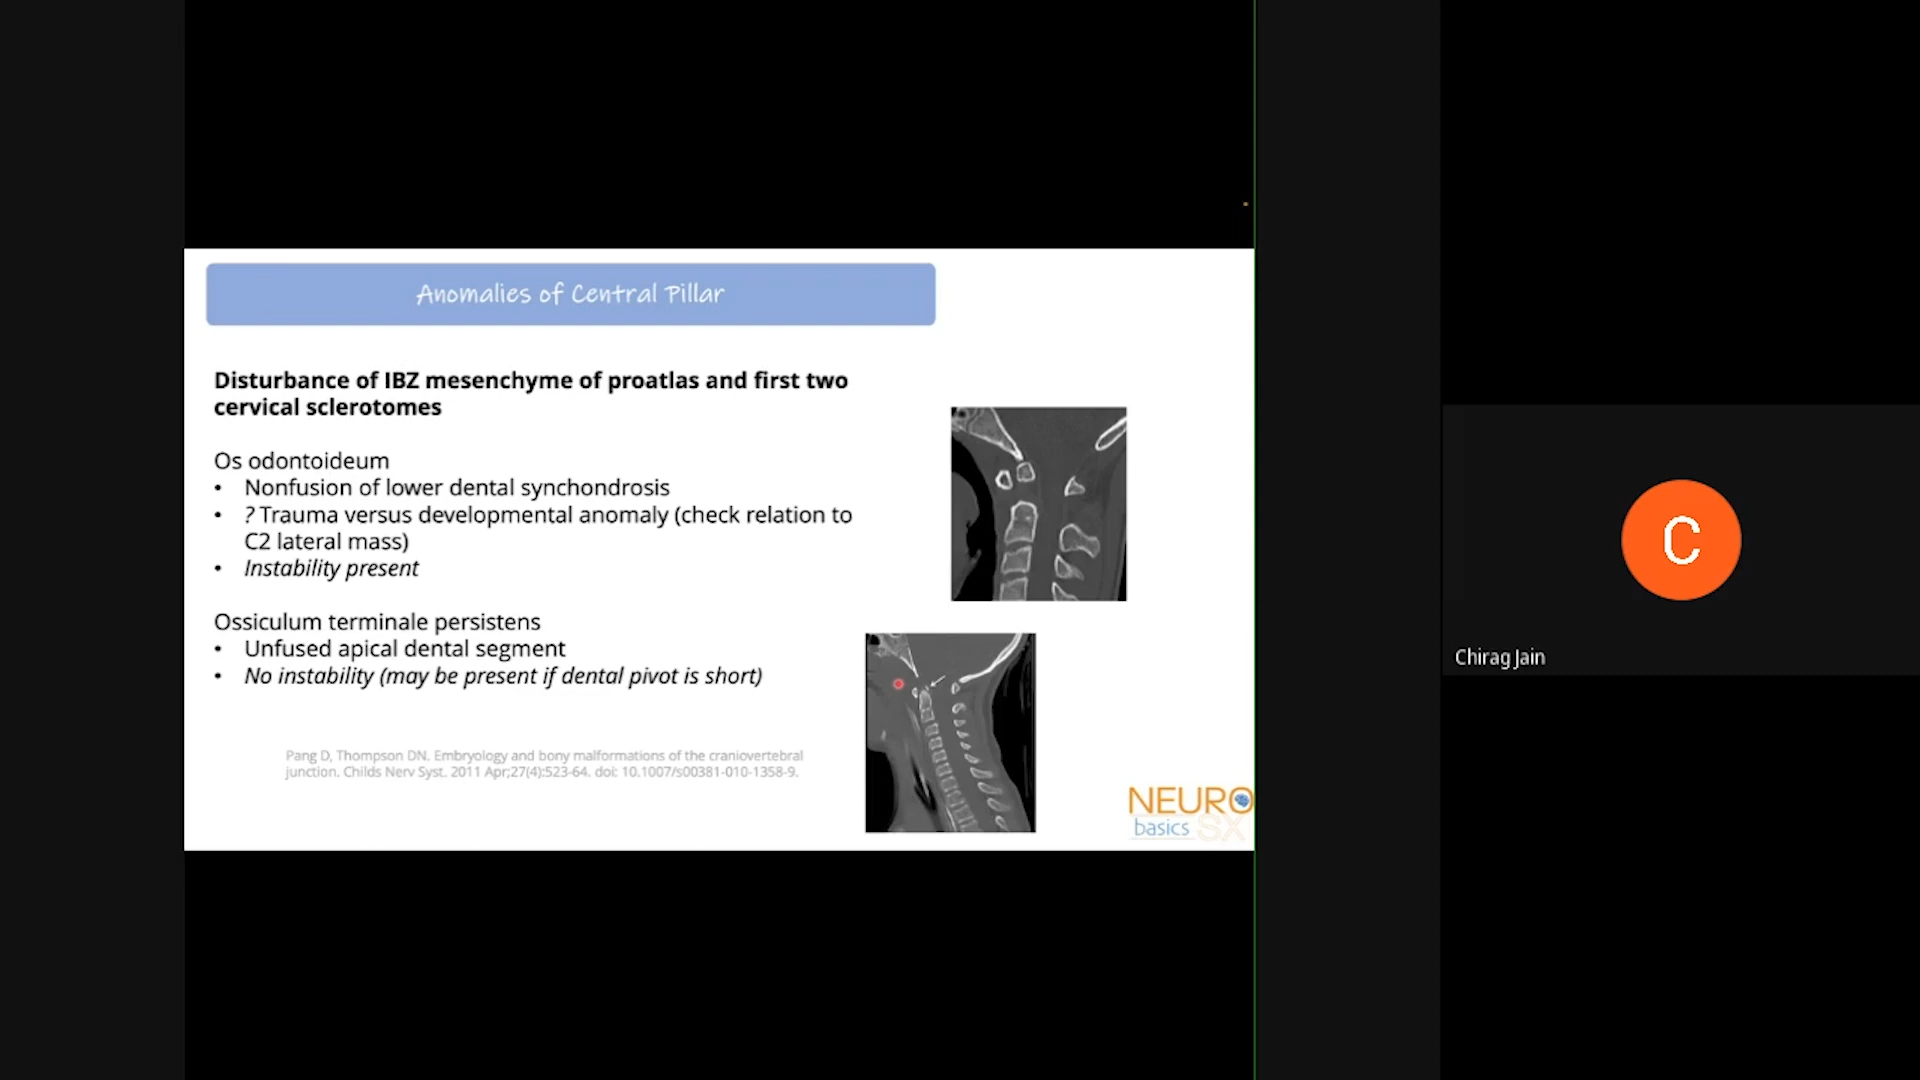 Anomalies of Central Pillar
Disturbance of IBZ mesenchyme of proatlas and first two
cervical sclerotomes
Os odontoideum
• Nonfusion of lower dental synchondrosis
• ? Trauma versus developmental anomaly (check relation to
C2 lateral mass)
• Instability present
Ossiculum terminale persistens
• Unfused apical dental segment
• No instability (may be present if dental pivot is short)
Pang D, Thompson DN. Embryology and bony malformations of the craniovertebral
junction. Childs Nerv Syst. 2011 Apr;27(4):523-64. doi: 10.1007/s00381-010-1358-9.
NEURO
basics SX
C
Chirag Jain